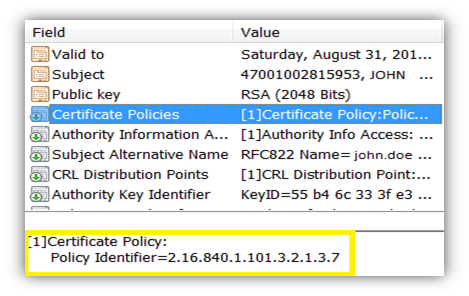 Field Value
Valid to Saturday, August 31, 201...
Subject 47001002815953, JOHN ...
Public key RSA (2048 Bits)
Certificate Policies [1]Certificate Policy:Polic...
Authority Information A... [1]Authority Info Access: ...
Subject Alternative Name RFC822 Name= john.doe ...
CRL Distribution Points [1]CRL Distribution Point:...
Authority Key Identifier KeyID=55 b4 6c 33 3f e3 ...
[1]Certificate Policy:
Policy Identifier=2.16.840.1.101.3.2.1.3.7